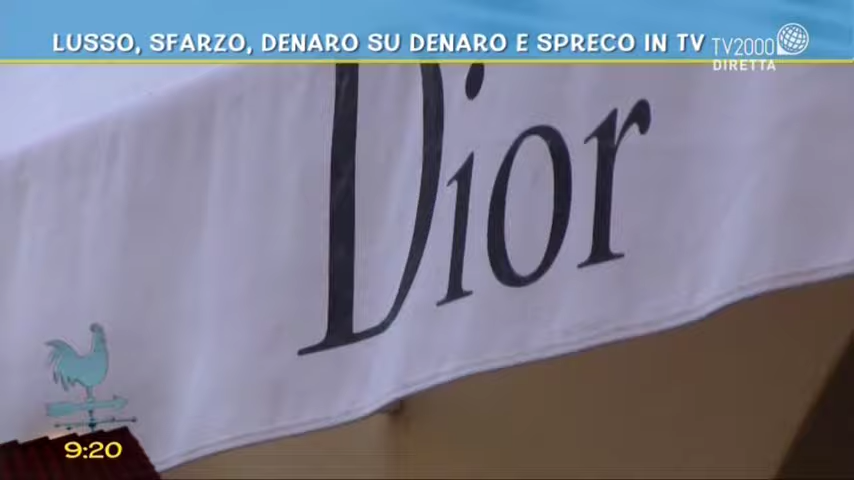 LUSSO, SFARZO, DENARO SU DENARO E SPRECO IN TV
TV2000
DIRETTA
Dior
9:20